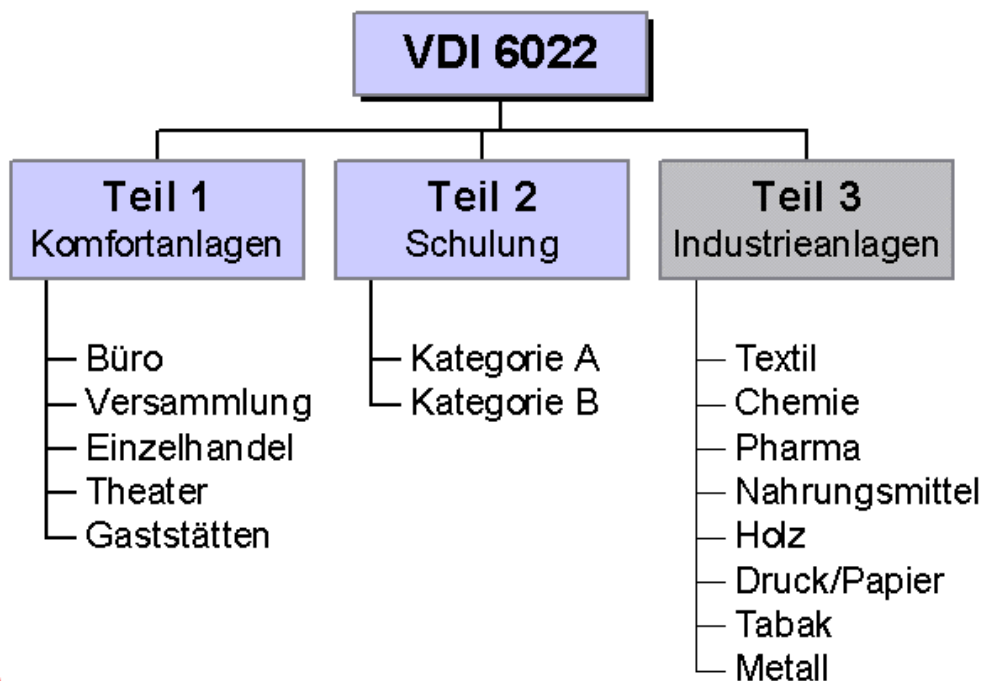 VDI 6022
Teil 1
Komfortanlagen
Büro
Versammlung
Einzelhandel
Theater
Gaststätten
Teil 2
Schulung
Kategorie A
Kategorie B
Teil 3
Industrieanlagen
Textil
Chemie
Pharma
Nahrungsmittel
Holz
Druck/Papier
Tabak
Metall